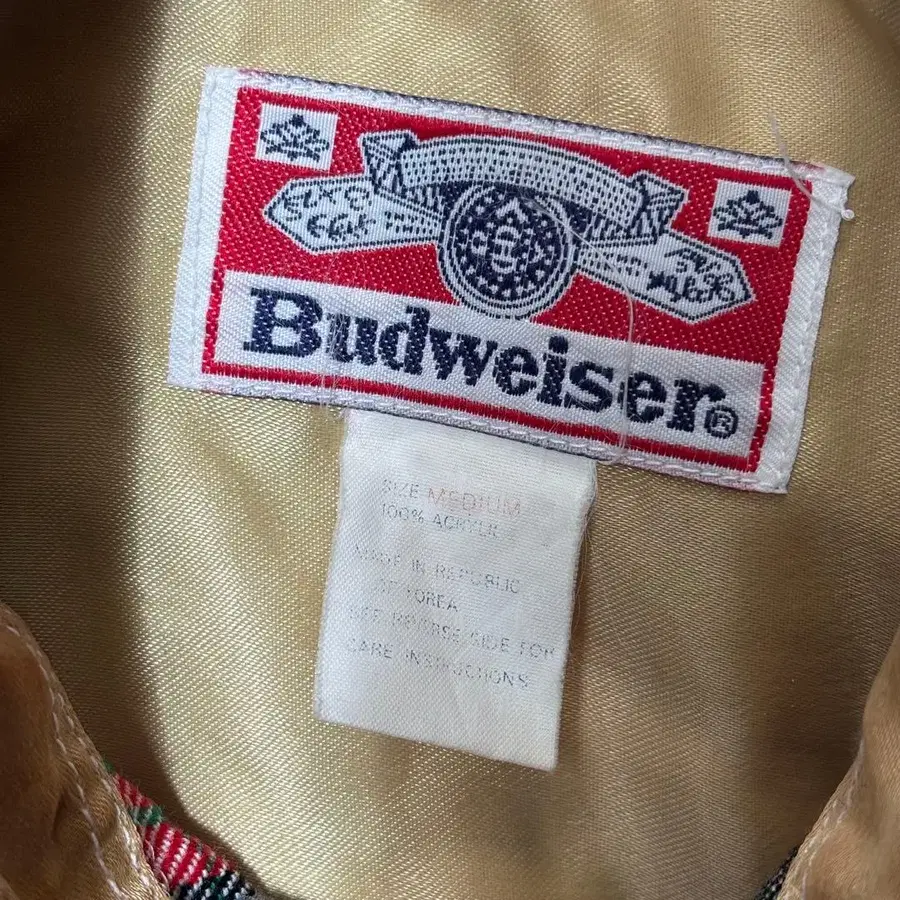 Budweiser®
SIZE MEDIUM
100% ACRYLIC
MADE IN REPUBLIC
OF KOREA
SEE REVERSE SIDE FOR
CARE INSTRUCTIONS